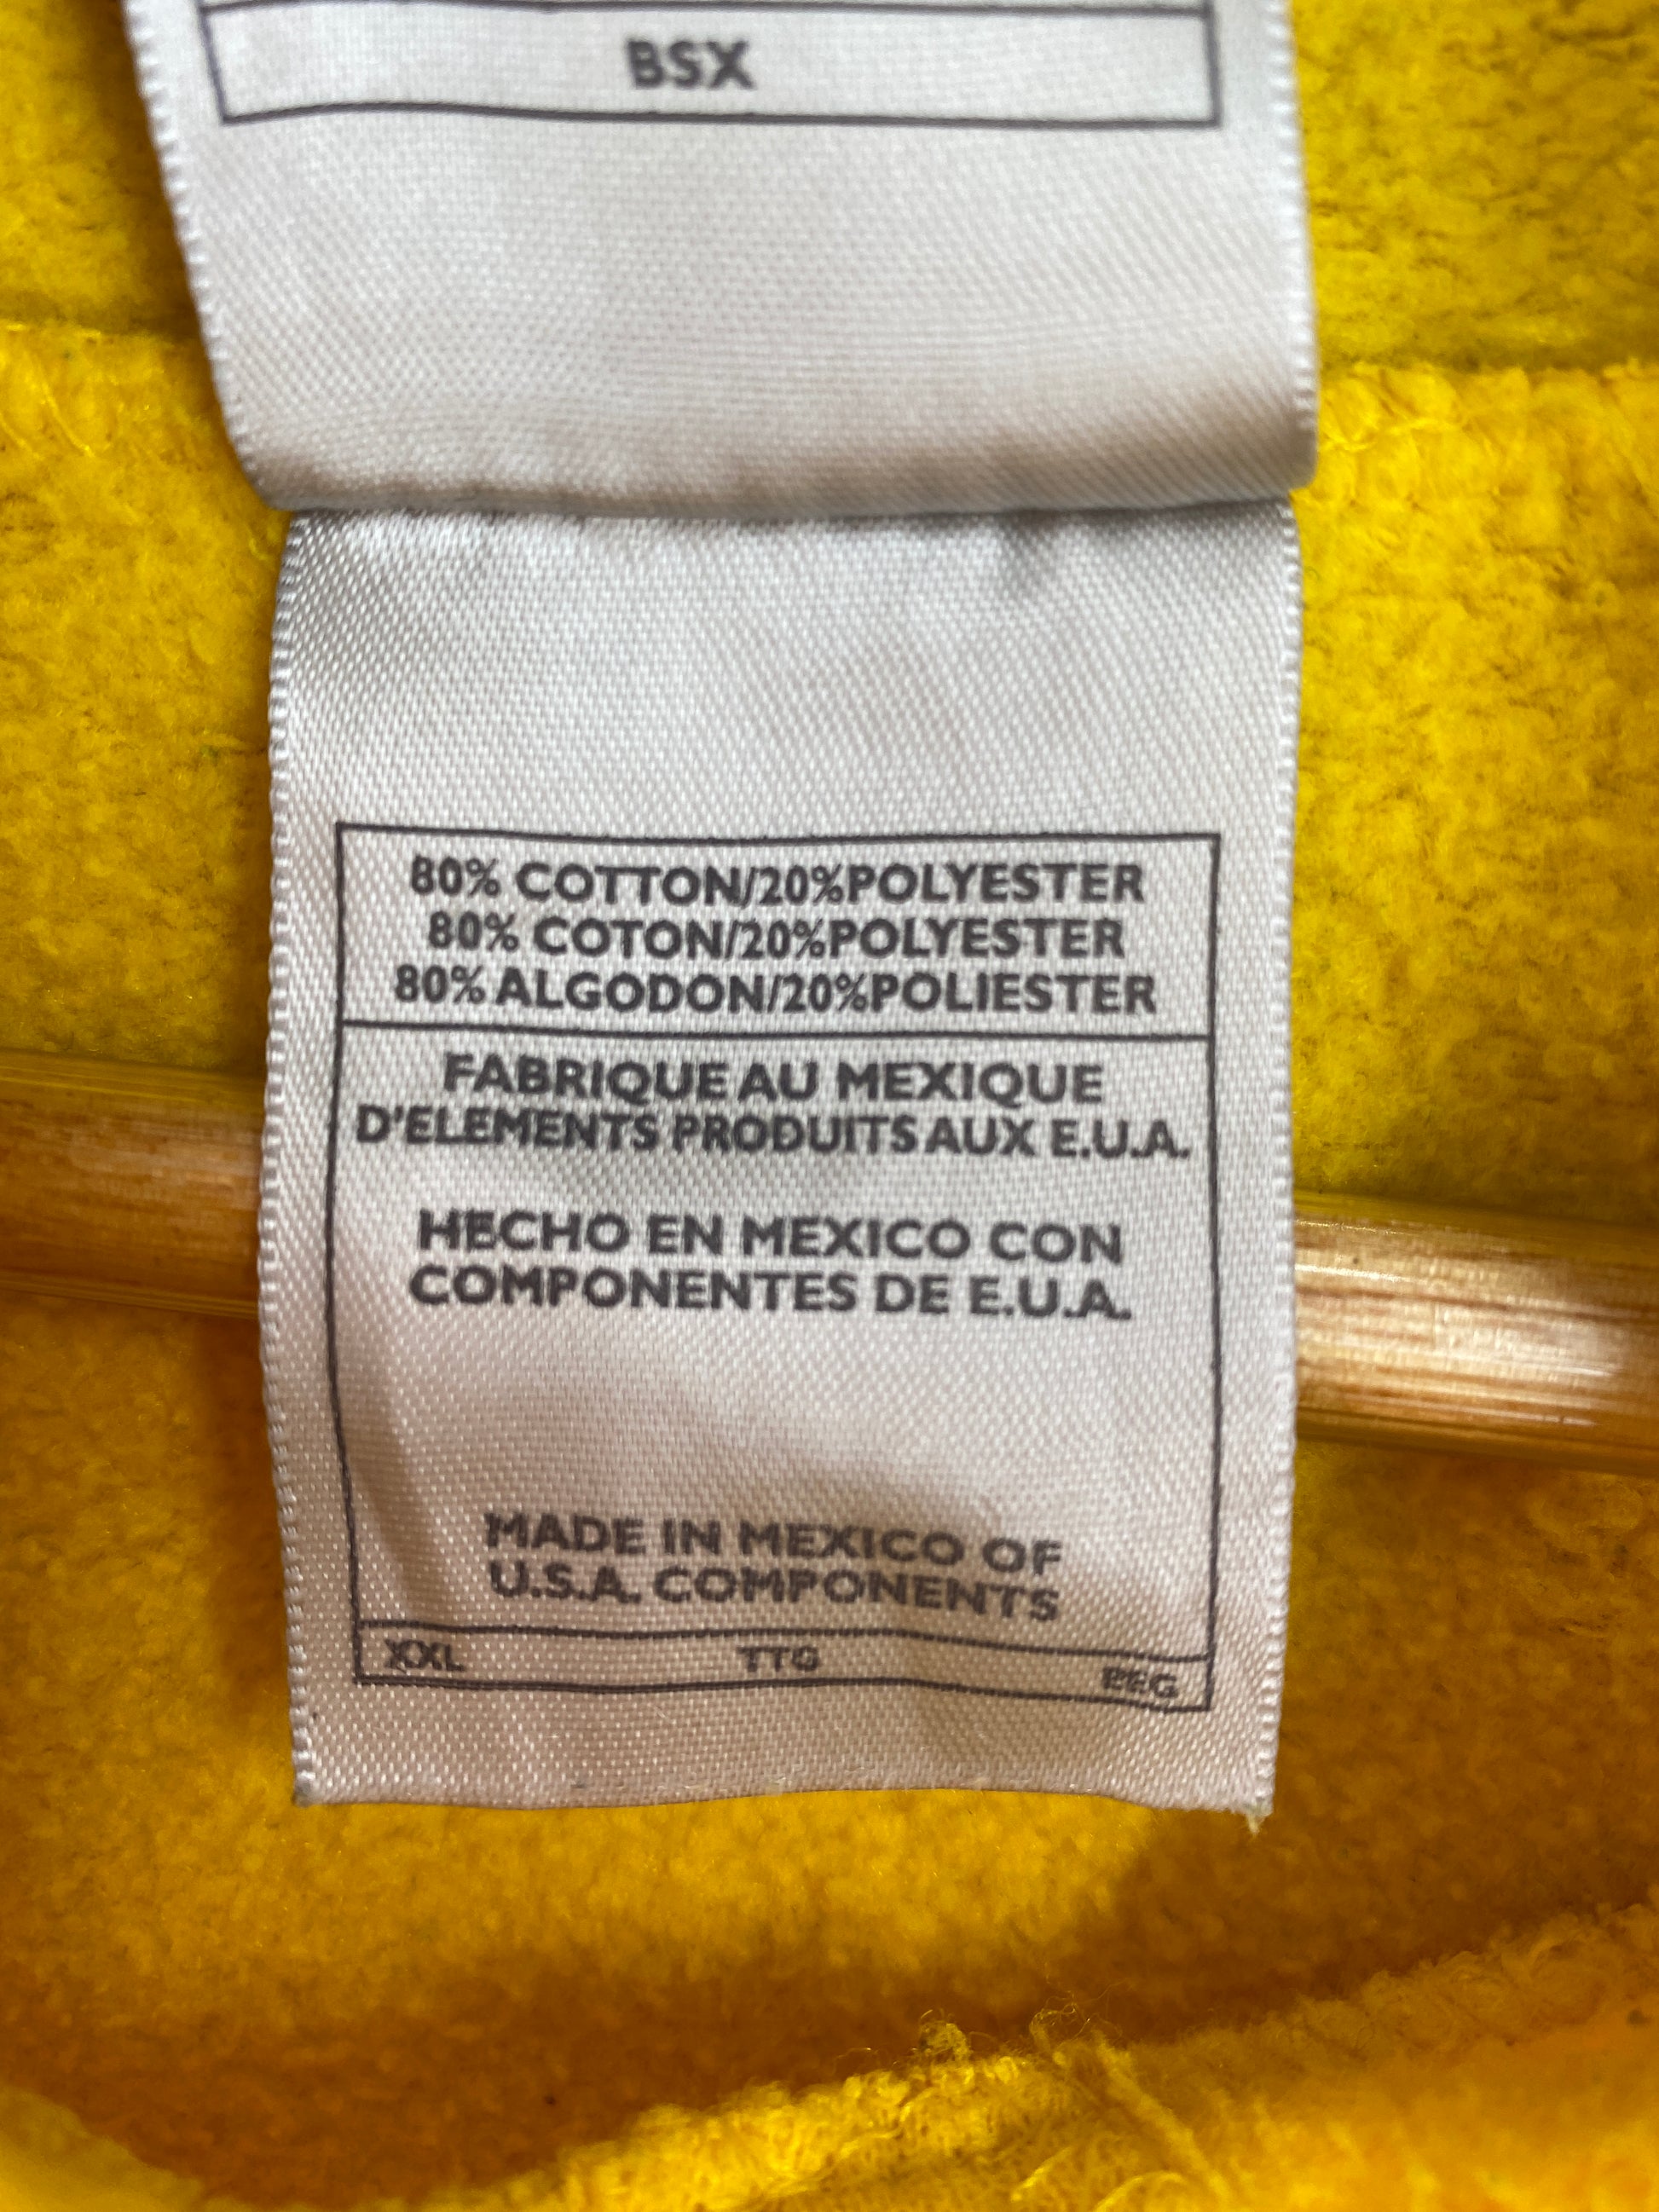 BSX
80% COTTON/20%POLYESTER
80% COTON/20%POLYESTER
80% ALGODON/20%POLIESTER
FABRIQUE AU MEXIQUE
D'ELEMENTS PRODUITS AUX E.U.A.
HECHO EN MEXICO CON
COMPONENTES DE E.U.A.
MADE IN MEXICO OF
U.S.A. COMPONENTS
XXL TTG EEG